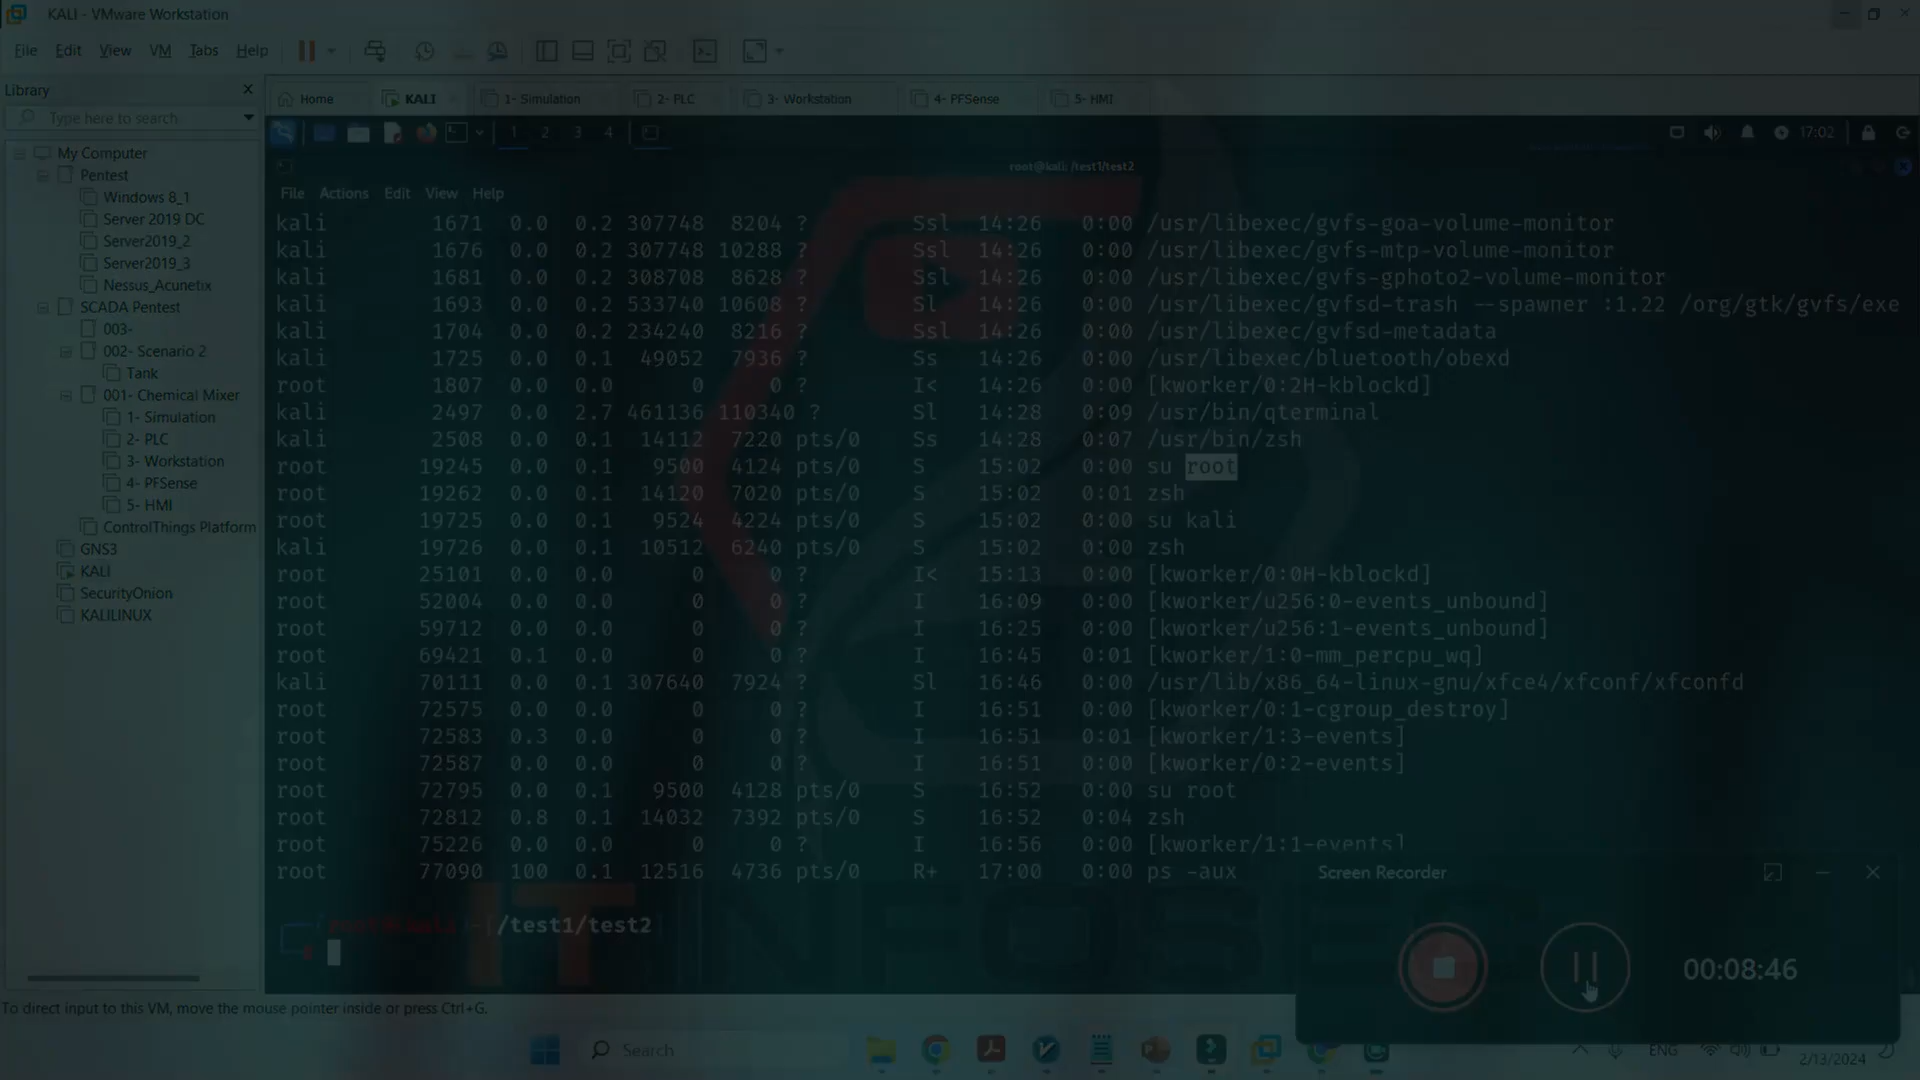 KALI - VMware Workstation
File Edit View VM Tabs Help
Library
Type here to search
My Computer
Pentest
Windows 8_1
Server 2019 DC
Server2019_2
Server2019_3
Nessus_Acunetix
SCADA Pentest
003-
002- Scenario 2
Tank
001- Chemical Mixer
1- Simulation
2- PLC
3- Workstation
4- PFSense
5- HMI
ControlThings Platform
GNS3
KALI
SecurityOnion
KALILINUX
Home KALI 1- Simulation 2- PLC 3- Workstation 4- PFSense 5- HMI
1 2 3 4 17:02
root@kali: /test1/test2
File Actions Edit View Help
kali 1671 0.0 0.2 307748 8204 ? Ssl 14:26 0:00 /usr/libexec/gvfs-goa-volume-monitor
kali 1676 0.0 0.2 307748 10288 ? Ssl 14:26 0:00 /usr/libexec/gvfs-mtp-volume-monitor
kali 1681 0.0 0.2 308708 8628 ? Ssl 14:26 0:00 /usr/libexec/gvfs-gphoto2-volume-monitor
kali 1693 0.0 0.2 533740 10608 ? Sl 14:26 0:00 /usr/libexec/gvfsd-trash --spawner :1.22 /org/gtk/gvfs/exe
kali 1704 0.0 0.2 234240 8216 ? Ssl 14:26 0:00 /usr/libexec/gvfsd-metadata
kali 1725 0.0 0.1 49052 7936 ? Ss 14:26 0:00 /usr/libexec/bluetooth/obexd
root 1807 0.0 0.0 0 0 ? I< 14:26 0:00 [kworker/0:2H-kblockd]
kali 2497 0.0 2.7 461136 110340 ? Sl 14:28 0:09 /usr/bin/qterminal
kali 2508 0.0 0.1 14112 7220 pts/0 Ss 14:28 0:07 /usr/bin/zsh
root 19245 0.0 0.1 9500 4124 pts/0 S 15:02 0:00 su root
root 19262 0.0 0.1 14120 7020 pts/0 S 15:02 0:01 zsh
root 19725 0.0 0.1 9524 4224 pts/0 S 15:02 0:00 su kali
kali 19726 0.0 0.1 10512 6240 pts/0 S 15:02 0:00 zsh
root 25101 0.0 0.0 0 0 ? I< 15:13 0:00 [kworker/0:0H-kblockd]
root 52004 0.0 0.0 0 0 ? I 16:09 0:00 [kworker/u256:0-events_unbound]
root 59712 0.0 0.0 0 0 ? I 16:25 0:00 [kworker/u256:1-events_unbound]
root 69421 0.1 0.0 0 0 ? I 16:45 0:01 [kworker/1:0-mm_percpu_wq]
kali 70111 0.0 0.1 307640 7924 ? Sl 16:46 0:00 /usr/lib/x86_64-linux-gnu/xfce4/xfconf/xfconfd
root 72575 0.0 0.0 0 0 ? I 16:51 0:00 [kworker/0:1-cgroup_destroy]
root 72583 0.3 0.0 0 0 ? I 16:51 0:01 [kworker/1:3-events]
root 72587 0.0 0.0 0 0 ? I 16:51 0:00 [kworker/0:2-events]
root 72795 0.0 0.1 9500 4128 pts/0 S 16:52 0:00 su root
root 72812 0.8 0.1 14032 7392 pts/0 S 16:52 0:04 zsh
root 75226 0.0 0.0 0 0 ? I 16:56 0:00 [kworker/1:1-events]
root 77090 100 0.1 12516 4736 pts/0 R+ 17:00 0:00 ps -aux
root@kali)-[/test1/test2]
IT INFOSEC
Screen Recorder
00:08:46
To direct input to this VM, move the mouse pointer inside or press Ctrl+G.
Search
ENG
2/13/2024